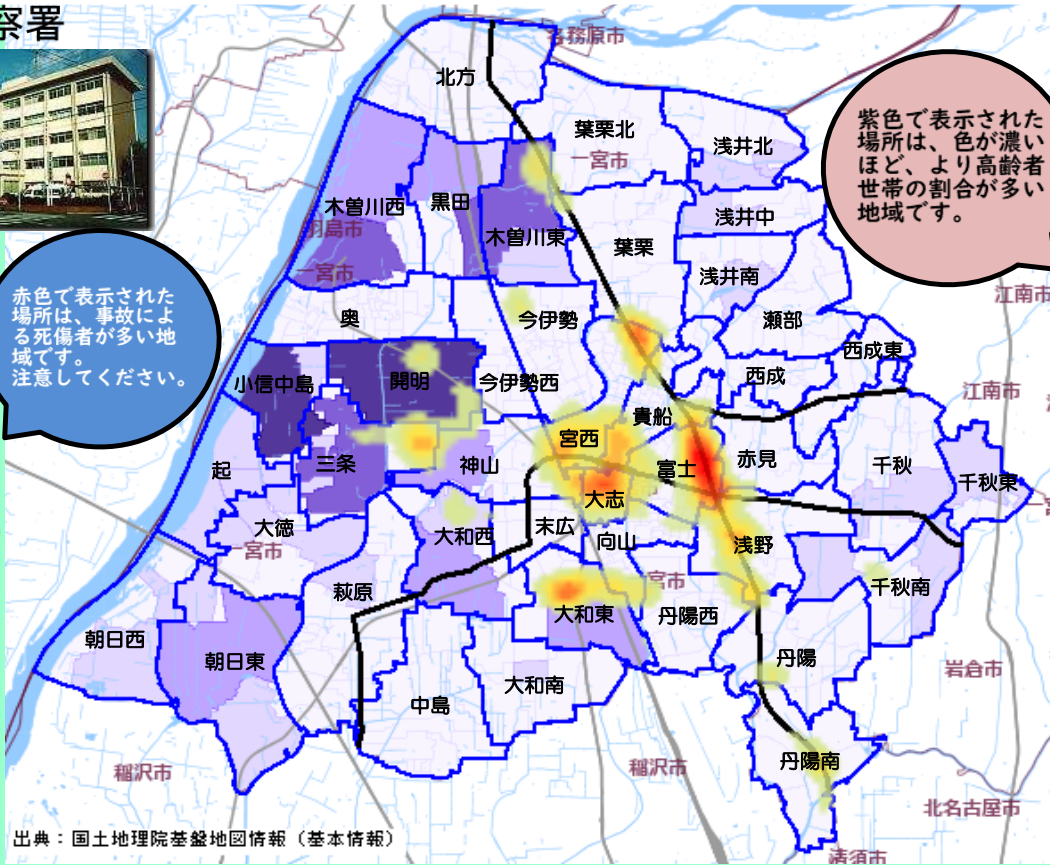 察署
各務原市
北方
葉栗北
浅井北
一宮市
紫色で表示された
場所は、色が濃い
ほど、より高齢者
世帯の割合が多い
地域です。
木曽川西
黒田
浅井中
羽島市
木曽川東
葉栗
一宮市
浅井南
江南市
赤色で表示された
場所は、事故によ
る死傷者が多い地
域です。
注意してください。
奥
今伊勢
瀬部
西成東
小信中島
開明
今伊勢西
西成
江南市
貴船
宮西
起
三条
神山
富士
赤見
千秋
千秋東
大志
大徳
大和西
末広
向山
浅野
宮市
萩原
宮市
千秋南
大和東
丹陽西
朝日西
朝日東
丹陽
岩倉市
大和南
中島
丹陽南
稲沢市
稲沢市
北名古屋市
出典：国土地理院基盤地図情報（基本情報）
清須市